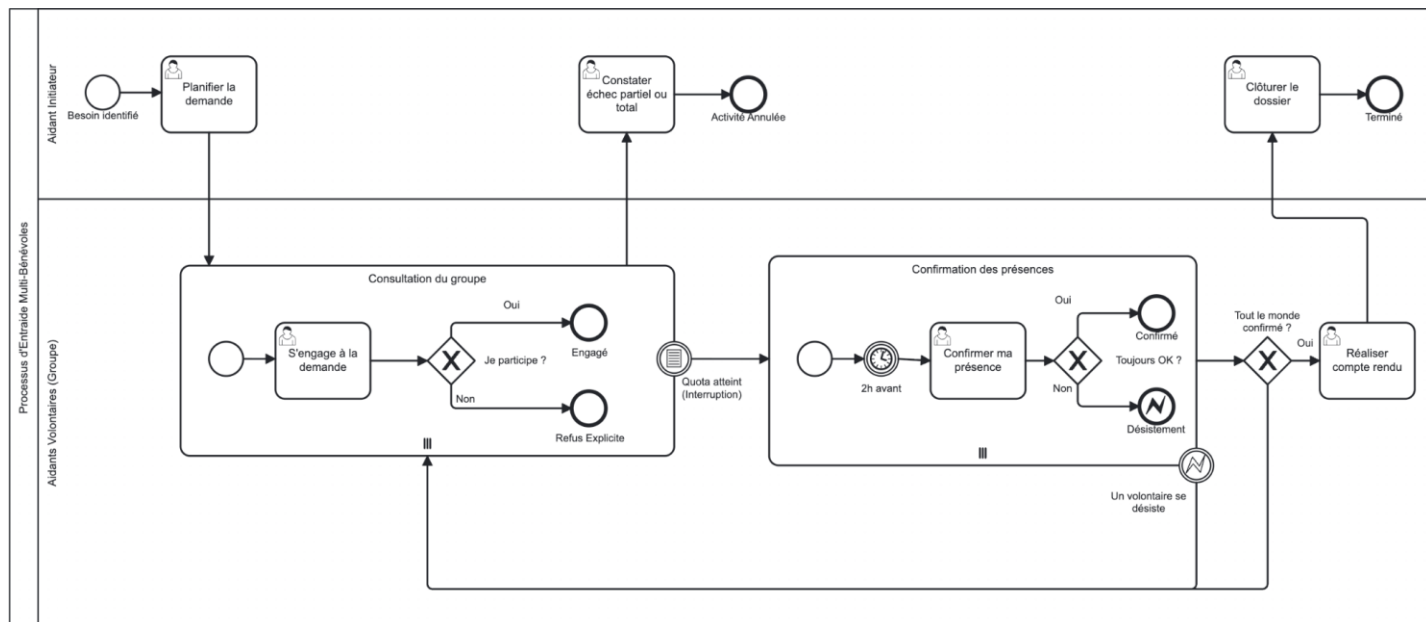 Processus d'Entraide Multi-Bénévoles
Aidant Initiateur
Besoin identifié
Planifier la
demande
Constater
échec partiel ou
total
Activité Annulée
Clôturer le
dossier
Terminé
Aidants Volontaires (Groupe)
Consultation du groupe
S'engage à la
demande
Je participe ?
Oui
Engagé
Non
Refus Explicite
Quota atteint
(Interruption)
Confirmation des présences
2h avant
Confirmer ma
présence
Toujours OK ?
Oui
Confirmé
Non
Désistement
Un volontaire se
désiste
Tout le monde
confirmé ?
Oui
Réaliser
compte rendu